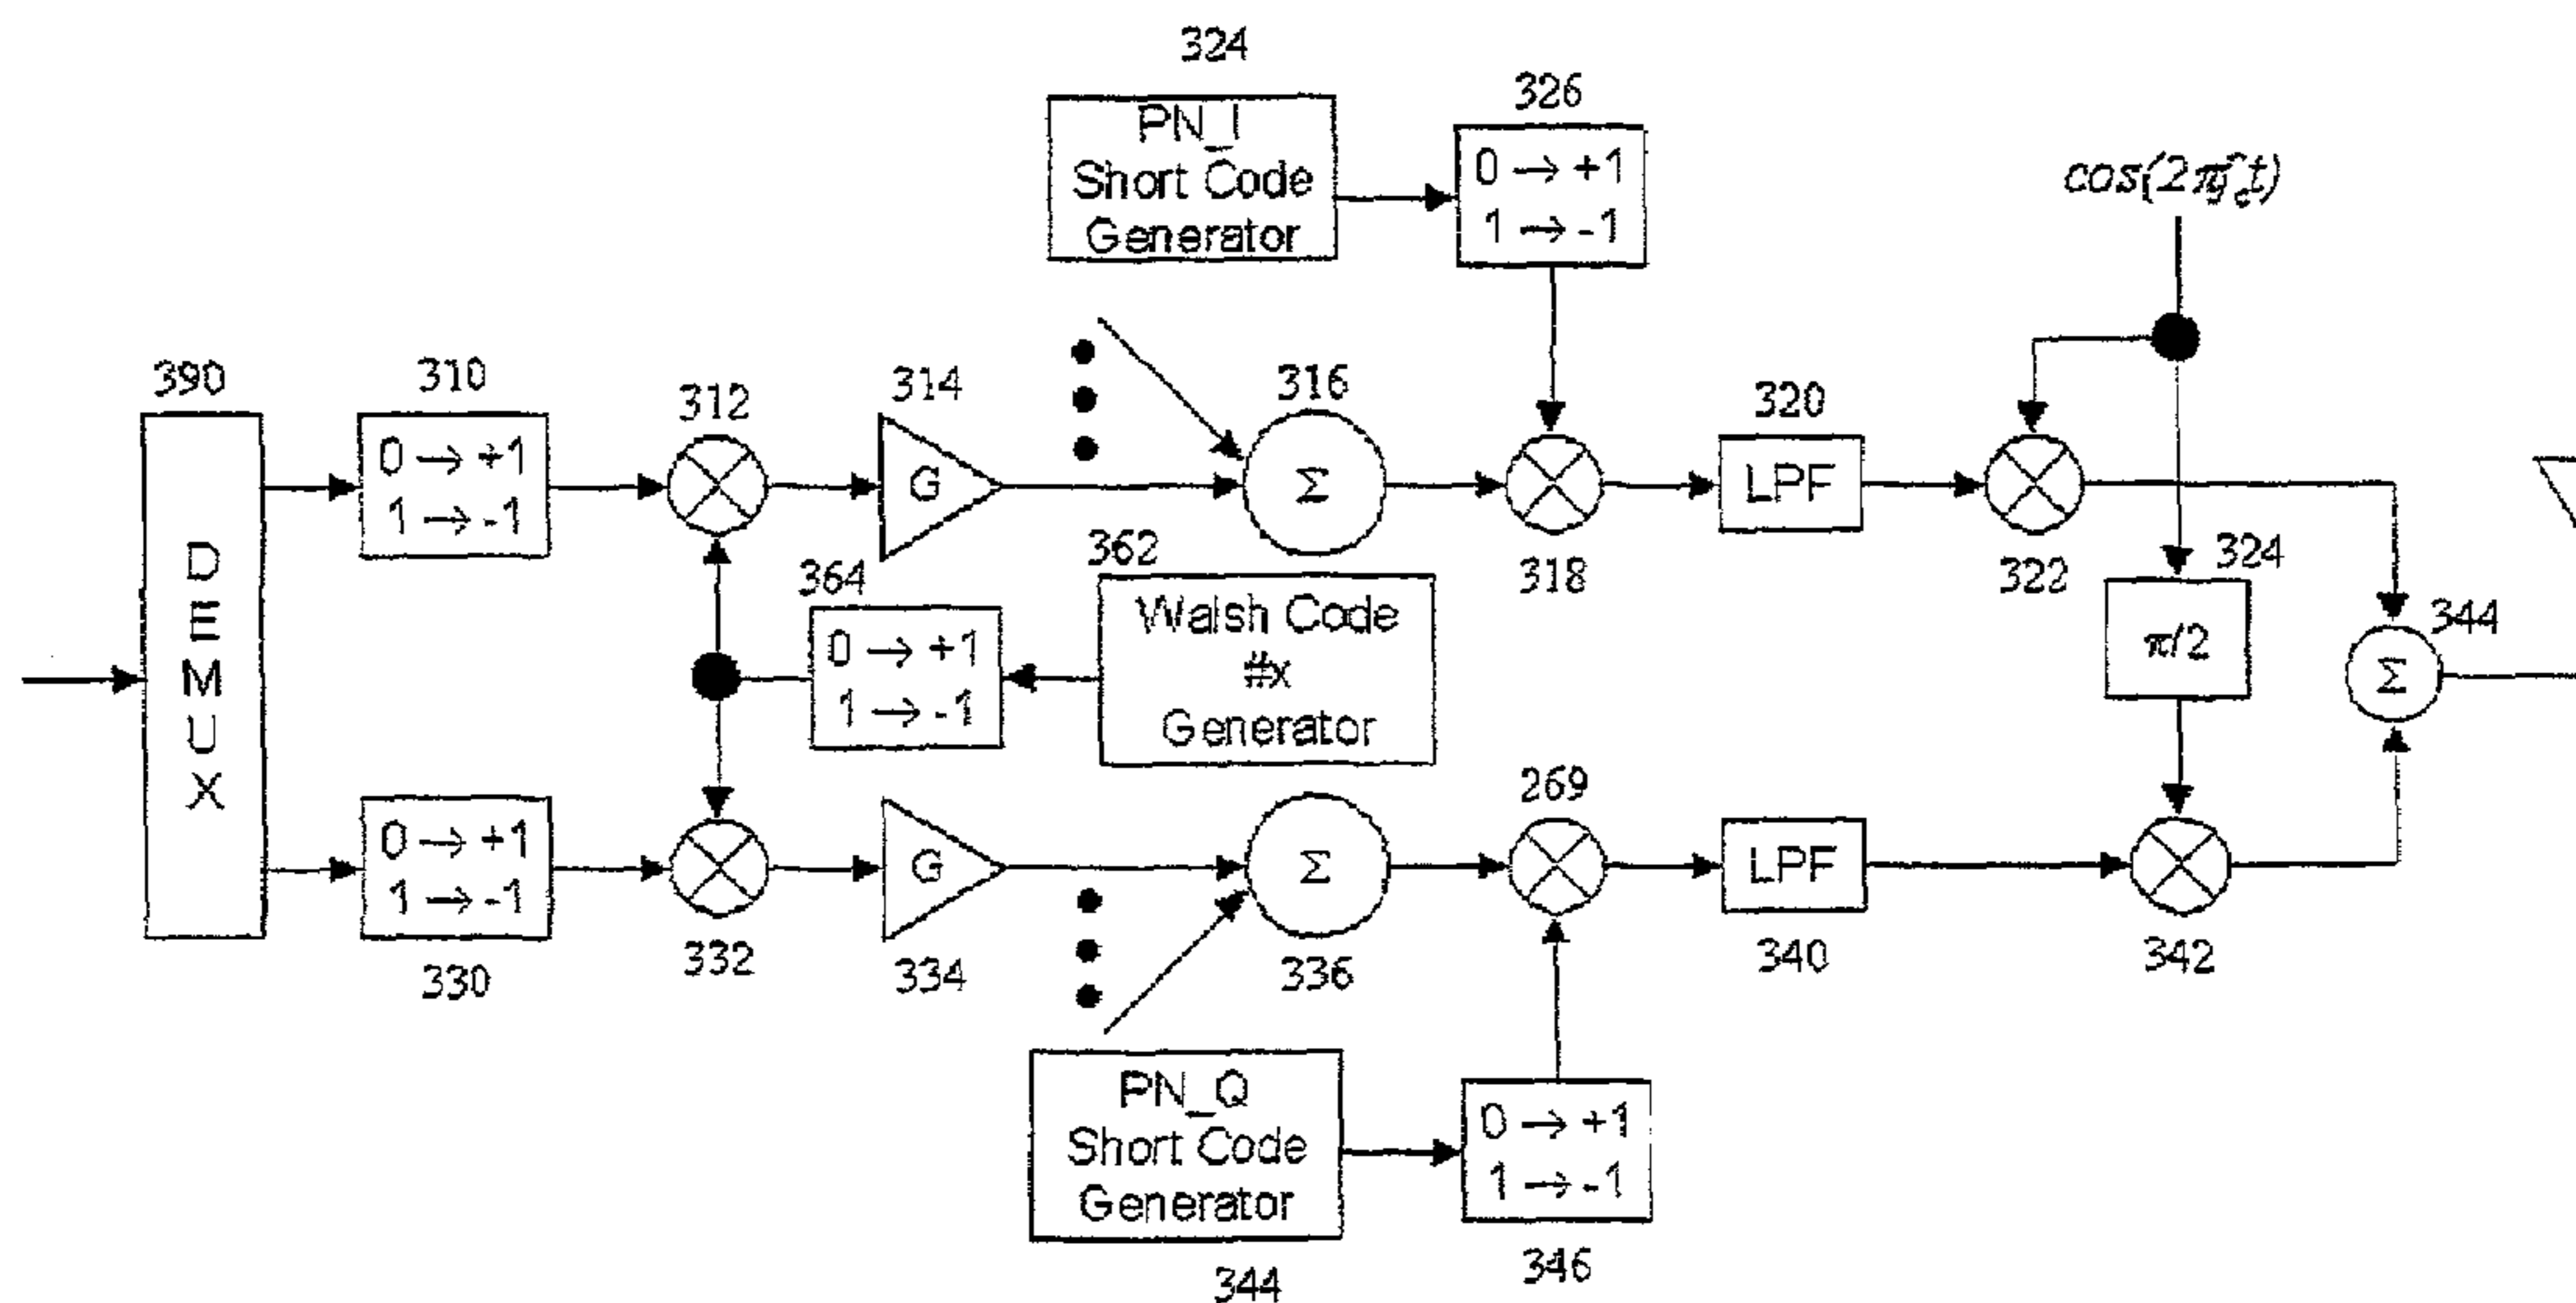 324
PN_I
Short Code
Generator
326
0 → +1
1 → -1
cos(2πf_ct)
390
DEMUX
310
0 → +1
1 → -1
312
314
G
316
Σ
318
320
LPF
322
324
π/2
344
Σ
364
0 → +1
1 → -1
362
Walsh Code
#x
Generator
330
0 → +1
1 → -1
332
334
G
336
Σ
269
340
LPF
342
PN_Q
Short Code
Generator
344
346
0 → +1
1 → -1